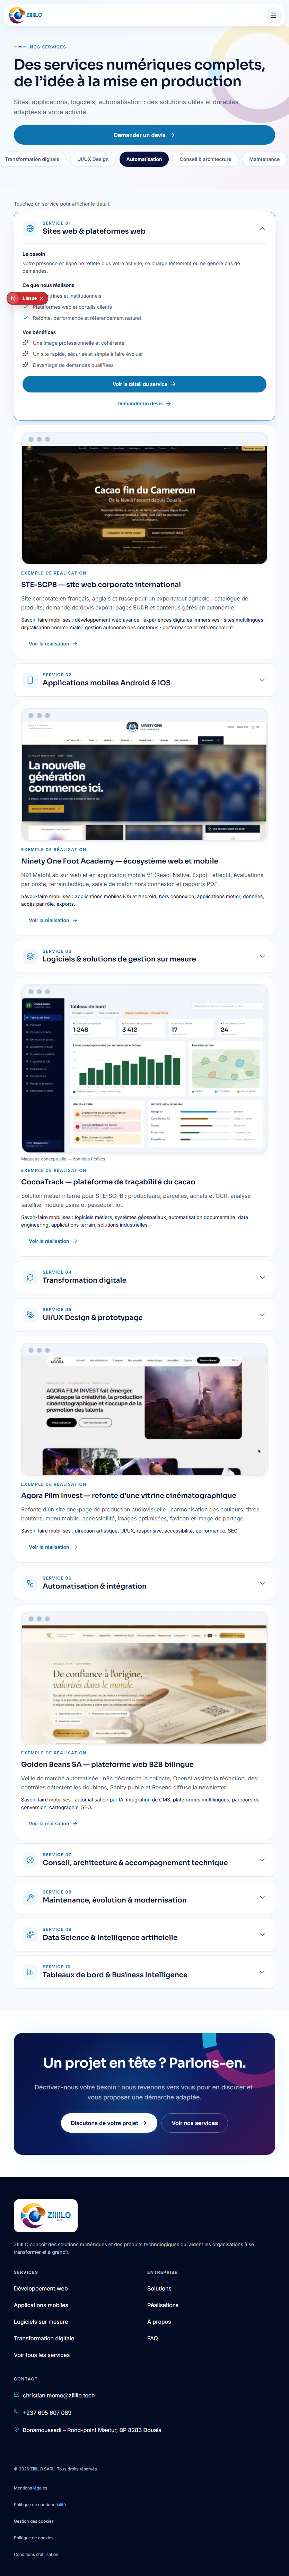 ZIIILO
NOS SERVICES
Des services numériques complets,
de l'idée à la mise en production
Sites, applications, logiciels, automatisation : des solutions utiles et durables,
adaptées à votre activité.
Demander un devis
Transformation digitale
UI/UX Design
Automatisation
Conseil & architecture
Maintenance
Touchez un service pour afficher le détail.
SERVICE 01
Sites web & plateformes web
Le besoin
Votre présence en ligne ne reflète plus votre activité, se charge lentement ou ne génère pas de
demandes.
Ce que nous réalisons
1 Issue
et institutionnels
Plateformes web et portails clients
Refonte, performance et référencement naturel
Vos bénéfices
Une image professionnelle et cohérente
Un site rapide, sécurisé et simple à faire évoluer
Davantage de demandes qualifiées
Voir le détail du service
Demander un devis
Cacao fin du Cameroun
De la fève à l'export
EXEMPLE DE RÉALISATION
STE-SCPB — site web corporate international
Site corporate en français, anglais et russe pour un exportateur agricole : catalogue de
produits, demande de devis export, pages EUDR et contenus gérés en autonomie.
Savoir-faire mobilisés : développement web avancé · expériences digitales immersives · sites multilingues ·
digitalisation commerciale · gestion autonome des contenus · performance et référencement.
Voir la réalisation
SERVICE 02
Applications mobiles Android & iOS
NINETY ONE
La nouvelle
génération
commence ici.
EXEMPLE DE RÉALISATION
Ninety One Foot Academy — écosystème web et mobile
N91 MatchLab sur web et en application mobile V1 (React Native, Expo) : effectif, évaluations
par poste, terrain tactique, saisie de match hors connexion et rapports PDF.
Savoir-faire mobilisés : applications mobiles iOS et Android, hors connexion, applications métier, données,
accès par rôle, exports.
Voir la réalisation
SERVICE 03
Logiciels & solutions de gestion sur mesure
CocoaTrack
Tableau de bord
Tableau de bord
1 248
3 412
17
24
Maquette conceptuelle — données fictives
EXEMPLE DE RÉALISATION
CocoaTrack — plateforme de traçabilité du cacao
Solution métier interne pour STE-SCPB : producteurs, parcelles, achats et OCR, analyse
satellite, module usine et passeport lot.
Savoir-faire mobilisés : logiciels métiers, systèmes géospatiaux, automatisation documentaire, data
engineering, applications terrain, solutions industrielles.
Voir la réalisation
SERVICE 04
Transformation digitale
SERVICE 05
UI/UX Design & prototypage
AGORA
AGORA FILM INVEST fait émerger,
développe et structure la création, la
production cinématographique et
s'occupe de la promotion des
talents
EXEMPLE DE RÉALISATION
Agora Film Invest — refonte d'une vitrine cinématographique
Refonte d'un site one-page de production audiovisuelle : harmonisation des couleurs, titres,
boutons, menu mobile, accessibilité, images optimisées, favicon et image de partage.
Savoir-faire mobilisés : direction artistique, UI/UX, responsive, accessibilité, performance, SEO.
Voir la réalisation
SERVICE 06
Automatisation & intégration
De confiance à l'origine,
valorisés dans le monde.
EXEMPLE DE RÉALISATION
Golden Beans SA — plateforme web B2B bilingue
Veille de marché automatisée : n8n déclenche la collecte, OpenAI assiste la rédaction, des
contrôles détectent les doublons, Sanity publie et Resend diffuse la newsletter.
Savoir-faire mobilisés : automatisation par IA, intégration de CMS, plateformes multilingues, parcours de
conversion, cartographie, SEO.
Voir la réalisation
SERVICE 07
Conseil, architecture & accompagnement technique
SERVICE 08
Maintenance, évolution & modernisation
SERVICE 09
Data Science & Intelligence artificielle
SERVICE 10
Tableaux de bord & Business Intelligence
Un projet en tête ? Parlons-en.
Décrivez-nous votre besoin : nous revenons vers vous pour en discuter et
vous proposer une démarche adaptée.
Discutons de votre projet
Voir nos services
ZIIILO
ZIIILO conçoit des solutions numériques et des produits technologiques qui aident les organisations à se
transformer et à grandir.
SERVICES
ENTREPRISE
Développement web
Solutions
Applications mobiles
Réalisations
Logiciels sur mesure
À propos
Transformation digitale
FAQ
Voir tous les services
CONTACT
christian.momo@ziiilo.tech
+237 695 607 089
Bonamoussadi – Rond-point Maetur, BP 8283 Douala
© 2026 ZIIILO SARL. Tous droits réservés.
Mentions légales
Politique de confidentialité
Gestion des cookies
Politique de cookies
Conditions d'utilisation